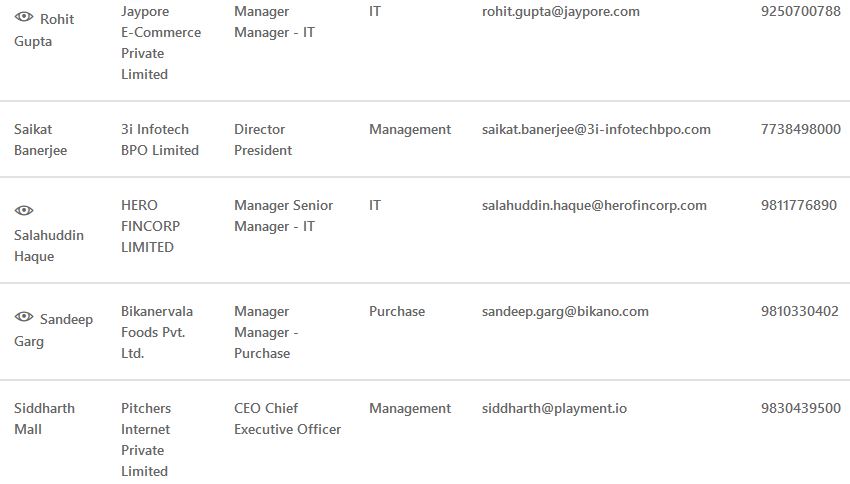 Rohit Gupta Jaypore E-Commerce Private Limited Manager Manager - IT IT rohit.gupta@jaypore.com 9250700788
Saikat Banerjee 3i Infotech BPO Limited Director President Management saikat.banerjee@3i-infotechbpo.com 7738498000
Salahuddin Haque HERO FINCORP LIMITED Manager Senior Manager - IT IT salahuddin.haque@herofincorp.com 9811776890
Sandeep Garg Bikanervala Foods Pvt. Ltd. Manager Manager - Purchase Purchase sandeep.garg@bikano.com 9810330402
Siddharth Mall Pitchers Internet Private Limited CEO Chief Executive Officer Management siddharth@playment.io 9830439500